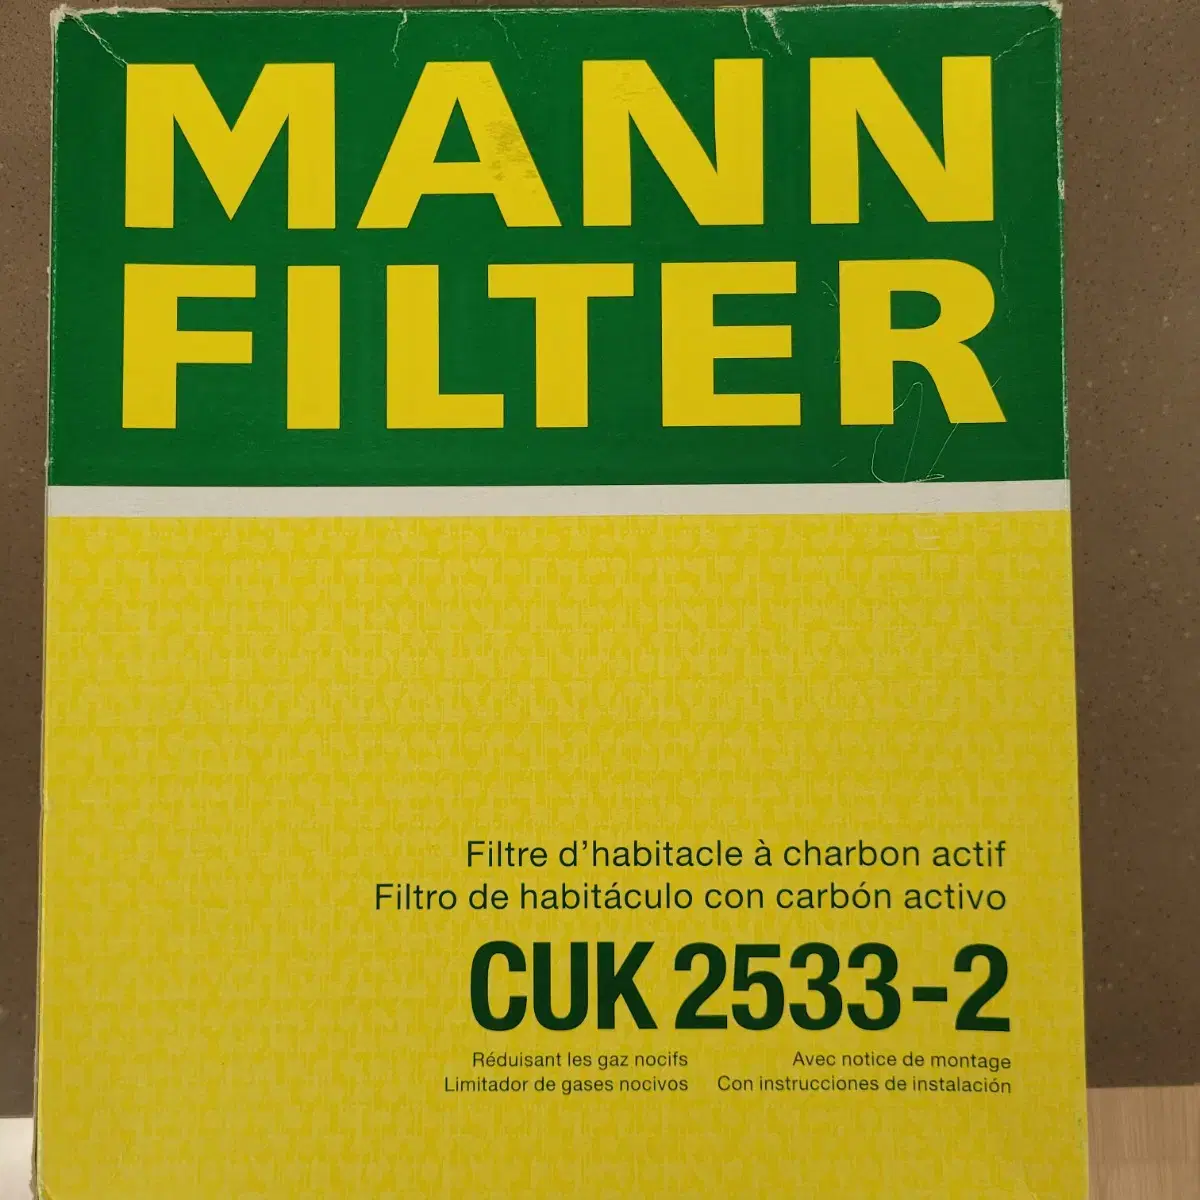 MANN
FILTER
Filtre d’habitacle à charbon actif
Filtro de habitáculo con carbón activo
CUK 2533-2
Réduisant les gaz nocifs
Limitador de gases nocivos
Avec notice de montage
Con instrucciones de instalación